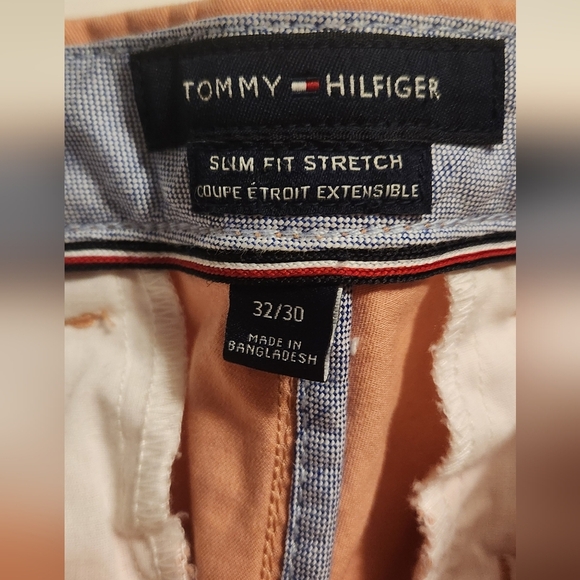 TOMMY HILFIGER
SLIM FIT STRETCH
COUPE ÉTROIT EXTENSIBLE
32/30
MADE IN
BANGLADESH